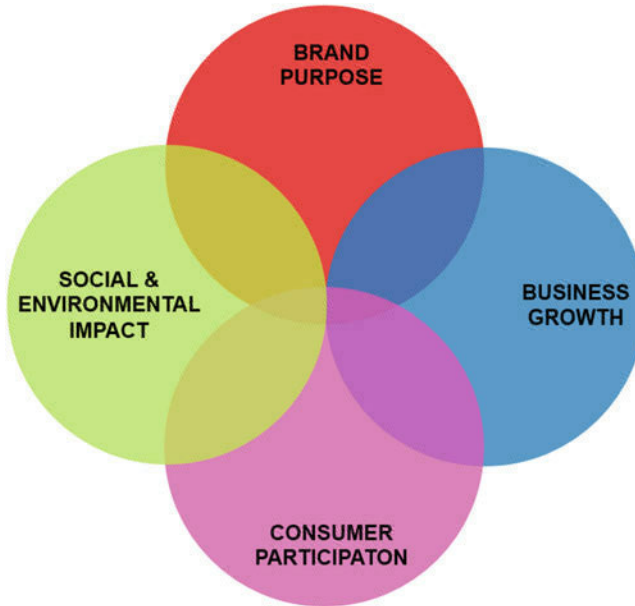 BRAND
PURPOSE
SOCIAL &
ENVIRONMENTAL
IMPACT
BUSINESS
GROWTH
CONSUMER
PARTICIPATON